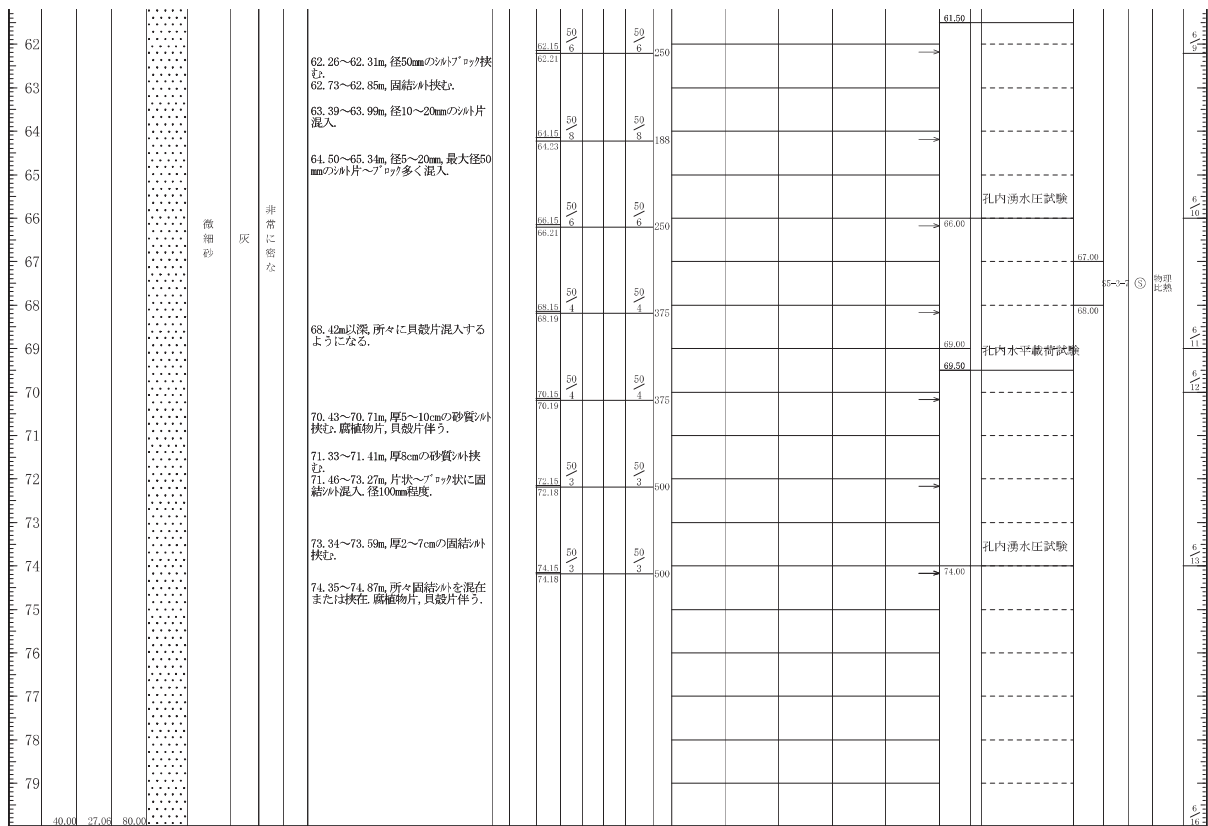 61.50
62
63
64
65
66
67
68
69
70
71
72
73
74
75
76
77
78
79
40.00 27.06 80.00
微細砂
灰
非常に密な
62.26～62.31m, 径50mmのｼﾙﾄﾌﾞﾛｯｸ挟
む.
62.73～62.85m, 固結ｼﾙﾄ挟む.
63.39～63.99m, 径10～20mmのｼﾙﾄ片
混入.
64.50～65.34m, 径5～20mm, 最大径50
mmのｼﾙﾄ片～ﾌﾞﾛｯｸ多く混入.
68.42m以深, 所々に貝殻片混入する
ようになる.
70.43～70.71m, 厚5～10cmの砂質ｼﾙﾄ
挟む. 腐植物片, 貝殻片伴う.
71.33～71.41m, 厚8cmの砂質ｼﾙﾄ挟
む.
71.46～73.27m, 片状～ﾌﾞﾛｯｸ状に固
結ｼﾙﾄ混入. 径100mm程度.
73.34～73.59m, 厚2～7cmの固結ｼﾙﾄ
挟む.
74.35～74.87m, 所々固結ｼﾙﾄを混在
または挟在. 腐植物片, 貝殻片伴う.
62.15
62.21
50/6
50/6
250
64.15
64.23
50/8
50/8
188
66.15
66.21
50/6
50/6
250
68.15
68.19
50/4
50/4
375
70.15
70.19
50/4
50/4
375
72.15
72.18
50/3
50/3
500
74.15
74.18
50/3
50/3
500
孔内湧水圧試験
66.00
69.00
孔内水平載荷試験
69.50
孔内湧水圧試験
74.00
67.00
S5-3-7 Ⓢ 物理
比熱
68.00
6/9
6/10
6/11
6/12
6/13
6/16